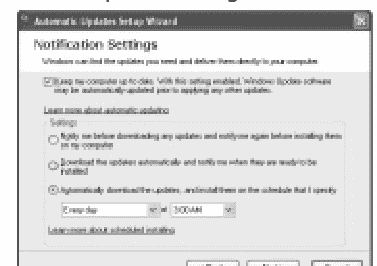 Automatic Updates Setup Wizard
Notification Settings
Windows can find the updates you need and deliver them directly to your computer.
Keep my computer up to date. With this setting enabled, Windows Update software
may be automatically updated prior to applying any other updates.
Learn more about automatic updating
Settings
Notify me before downloading any updates and notify me again before installing them
on my computer
Download the updates automatically and notify me when they are ready to be
installed
Automatically download the updates, and install them on the schedule that I specify
Every day at 3:00 AM
Learn more about scheduled installing